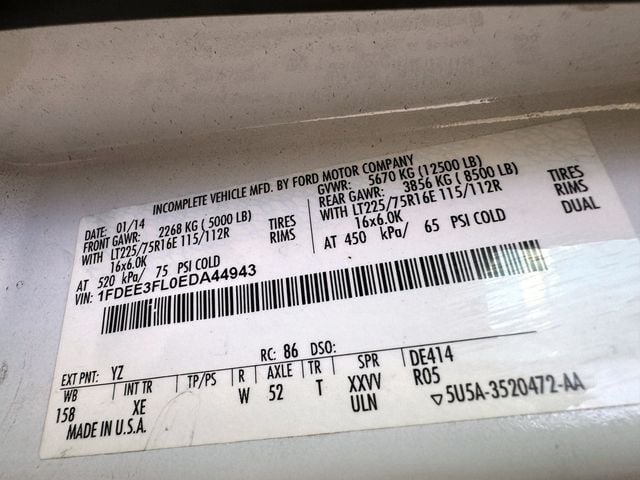 INCOMPLETE VEHICLE MFD. BY FORD MOTOR COMPANY
DATE: 01/14 GVWR: 5670 KG (12500 LB)
FRONT GAWR: 2268 KG (5000 LB) REAR GAWR: 3856 KG (8500 LB)
WITH LT225/75R16E 115/112R TIRES WITH LT225/75R16E 115/112R TIRES
16x6.0K RIMS 16x6.0K RIMS
AT 520 kPa/ 75 PSI COLD AT 450 kPa/ 65 PSI COLD DUAL
VIN: 1FDEE3FL0EDA44943
EXT PNT: YZ RC: 86 DSO:
WB INT TR TP/PS R AXLE TR SPR DE414
158 XE W 52 T XXVV R05
ULN
MADE IN U.S.A. ▽5U5A-3520472-AA